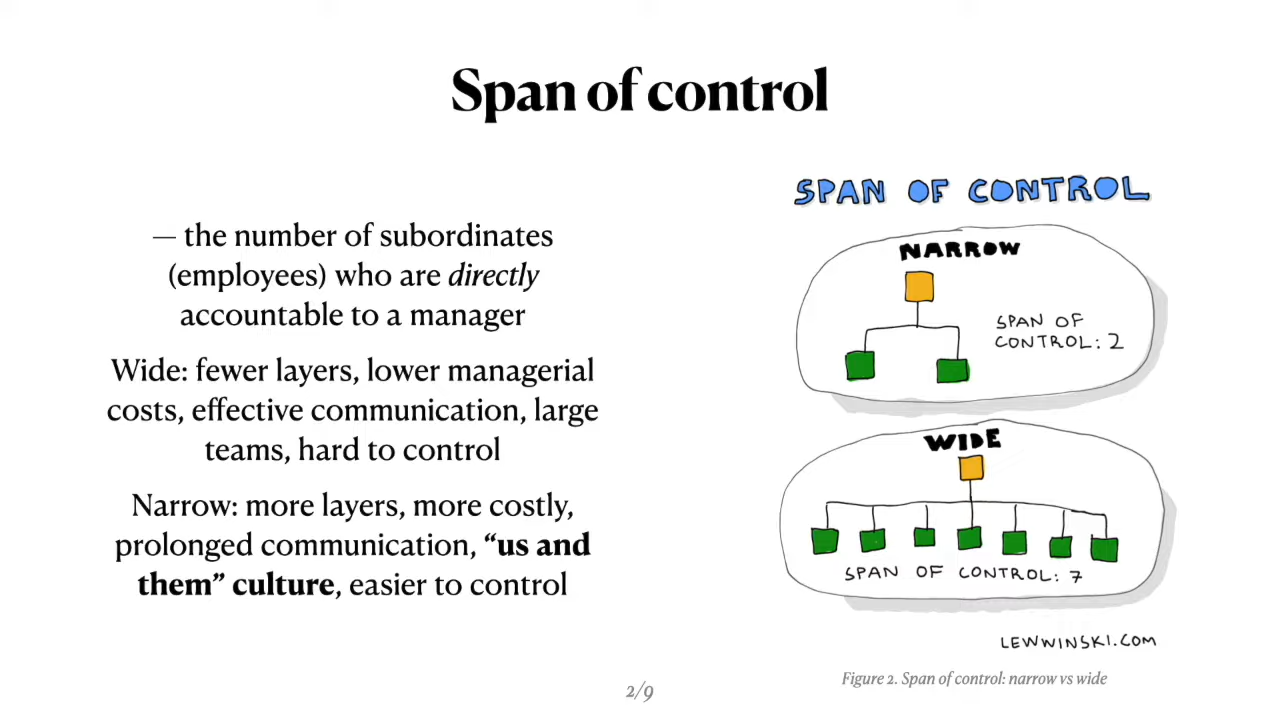 Span of control
— the number of subordinates
(employees) who are directly
accountable to a manager
Wide: fewer layers, lower managerial
costs, effective communication, large
teams, hard to control
Narrow: more layers, more costly,
prolonged communication, “us and
them” culture, easier to control
SPAN OF CONTROL
NARROW
SPAN OF
CONTROL: 2
WIDE
SPAN OF CONTROL: 7
LEWWINSKI.COM
Figure 2. Span of control: narrow vs wide
2/9